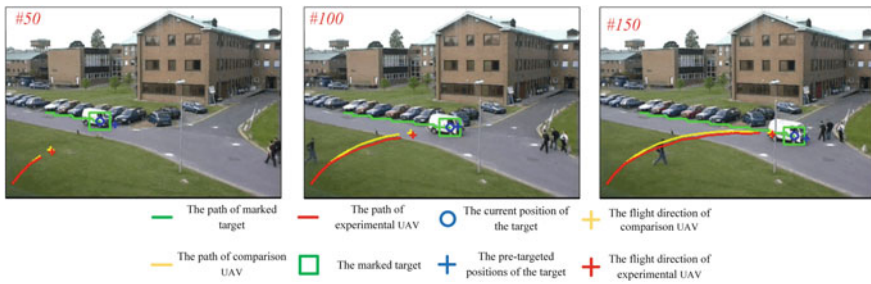 #50
#100
#150
The path of marked
target
The path of
experimental UAV
The current position of
the target
The flight direction of
comparison UAV
The path of comparison
UAV
The marked target
The pre-targeted
positions of the target
The flight direction of
experimental UAV